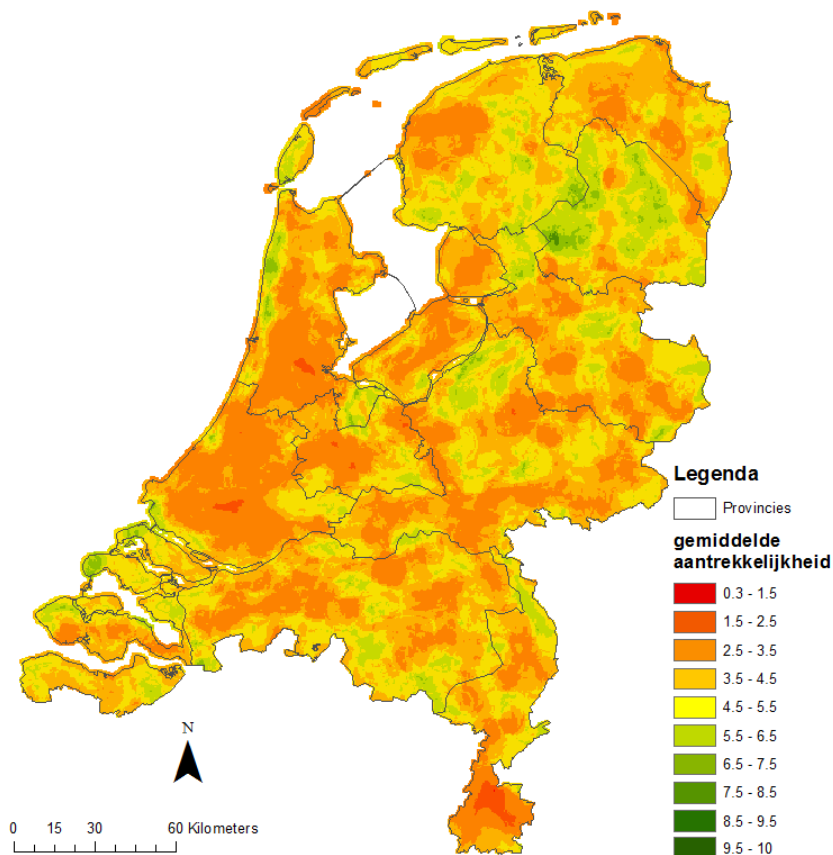 Legenda
Provincies
gemiddelde
aantrekkelijkheid
0.3 - 1.5
1.5 - 2.5
2.5 - 3.5
3.5 - 4.5
4.5 - 5.5
5.5 - 6.5
6.5 - 7.5
7.5 - 8.5
8.5 - 9.5
9.5 - 10
N
0 15 30 60 Kilometers